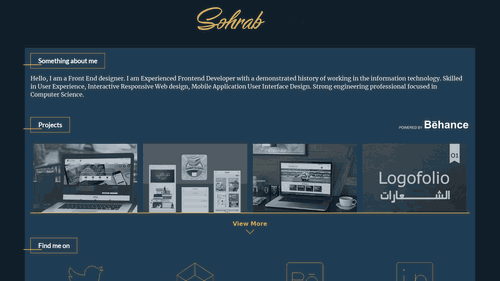 Sohrab
Something about me
Hello, I am a Front End designer. I am Experienced Frontend Developer with a demonstrated history of working in the information technology. Skilled
in User Experience, Interactive Responsive Web design, Mobile Application User Interface Design. Strong engineering professional focused in
Computer Science.
Projects
POWERED BY Bēhance
01
Logofolio
الشعارات
View More
Find me on
Bē
in